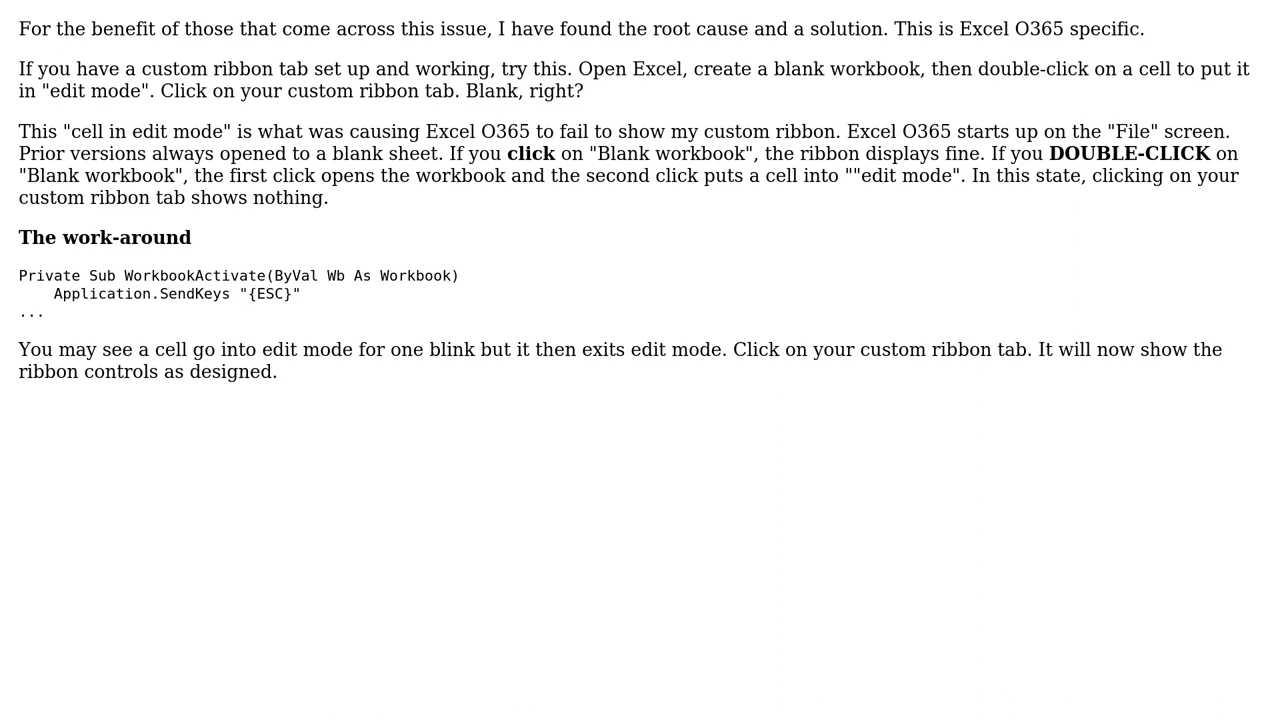 For the benefit of those that come across this issue, I have found the root cause and a solution. This is Excel O365 specific.
If you have a custom ribbon tab set up and working, try this. Open Excel, create a blank workbook, then double-click on a cell to put it
in "edit mode". Click on your custom ribbon tab. Blank, right?
This "cell in edit mode" is what was causing Excel O365 to fail to show my custom ribbon. Excel O365 starts up on the "File" screen.
Prior versions always opened to a blank sheet. If you click on "Blank workbook", the ribbon displays fine. If you DOUBLE-CLICK on
"Blank workbook", the first click opens the workbook and the second click puts a cell into ""edit mode". In this state, clicking on your
custom ribbon tab shows nothing.
The work-around
Private Sub WorkbookActivate(ByVal Wb As Workbook)
    Application.SendKeys "{ESC}"
...
You may see a cell go into edit mode for one blink but it then exits edit mode. Click on your custom ribbon tab. It will now show the
ribbon controls as designed.